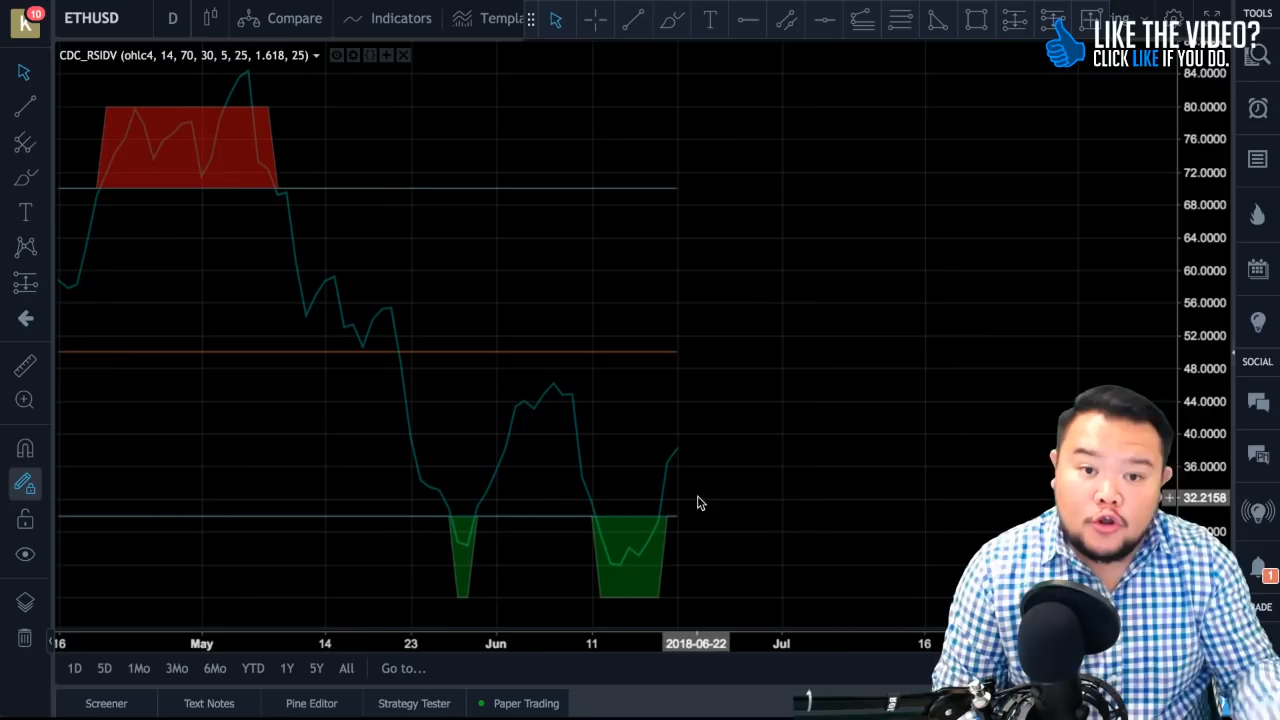 K
10
ETHUSD
D
Compare
Indicators
Templa
LIKE THE VIDEO?
CLICK LIKE IF YOU DO.
TOOLS
CDC_RSIDV (ohlc4, 14, 70, 30, 5, 25, 1.618, 25)
84.0000
80.0000
76.0000
72.0000
68.0000
64.0000
60.0000
56.0000
52.0000
48.0000
44.0000
40.0000
36.0000
32.2158
SOCIAL
1
16
May
14
23
Jun
11
2018-06-22
Jul
16
1D
5D
1Mo
3Mo
6Mo
YTD
1Y
5Y
All
Go to...
Screener
Text Notes
Pine Editor
Strategy Tester
Paper Trading